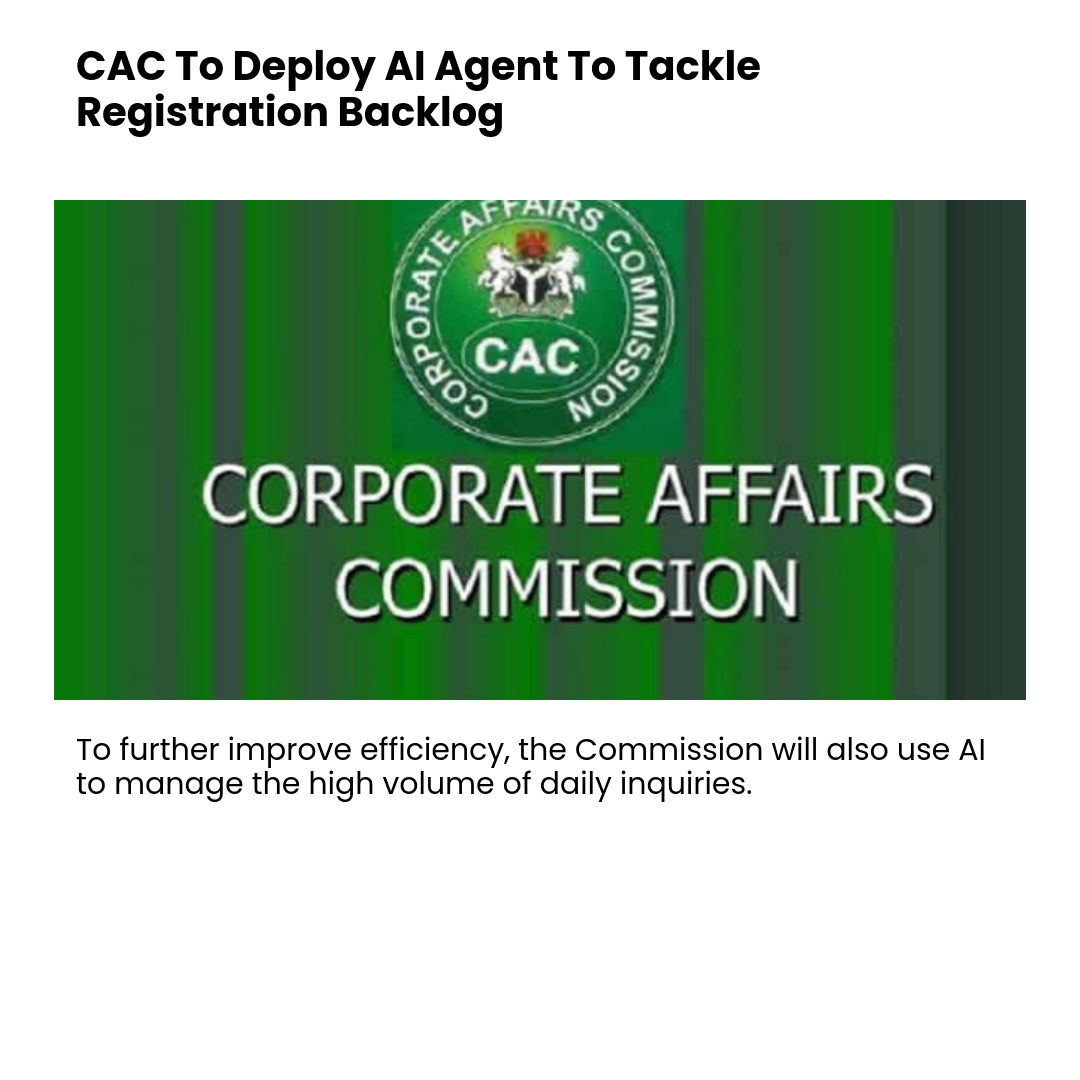 CAC To Deploy AI Agent To Tackle
Registration Backlog
CORPORATE AFFAIRS COMMISSION
CAC
CORPORATE AFFAIRS
COMMISSION
To further improve efficiency, the Commission will also use AI
to manage the high volume of daily inquiries.